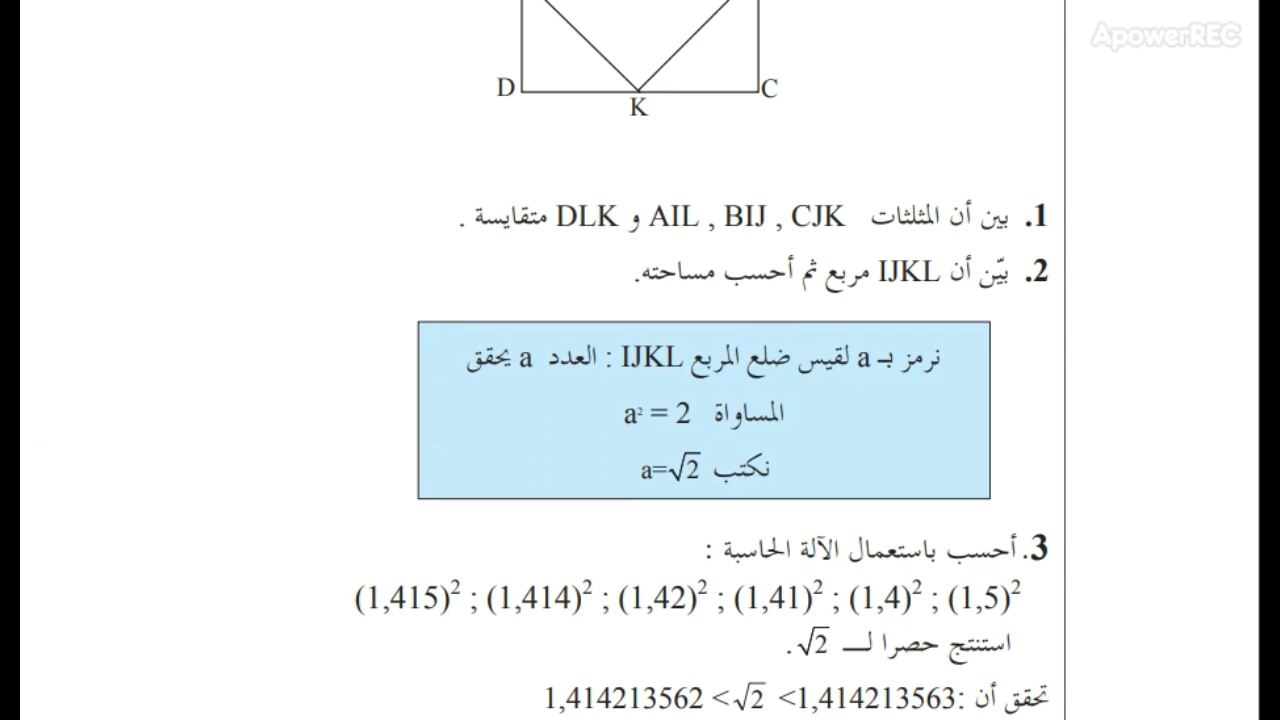 ApowerREC
D
C
K
1. بين أن المثلثات AIL , BIJ , CJK و DLK متقايسة .
2. بيّن أن IJKL مربع ثم أحسب مساحته.
نرمز بـ a لقيس ضلع المربع IJKL : العدد a يحقق
المساواة a² = 2
نكتب a=√2
3. أحسب باستعمال الآلة الحاسبة :
(1,415)² ; (1,414)² ; (1,42)² ; (1,41)² ; (1,4)² ; (1,5)²
استنتج حصرا لــ √2 .
تحقق أن : 1,414213562 < √2 < 1,414213563